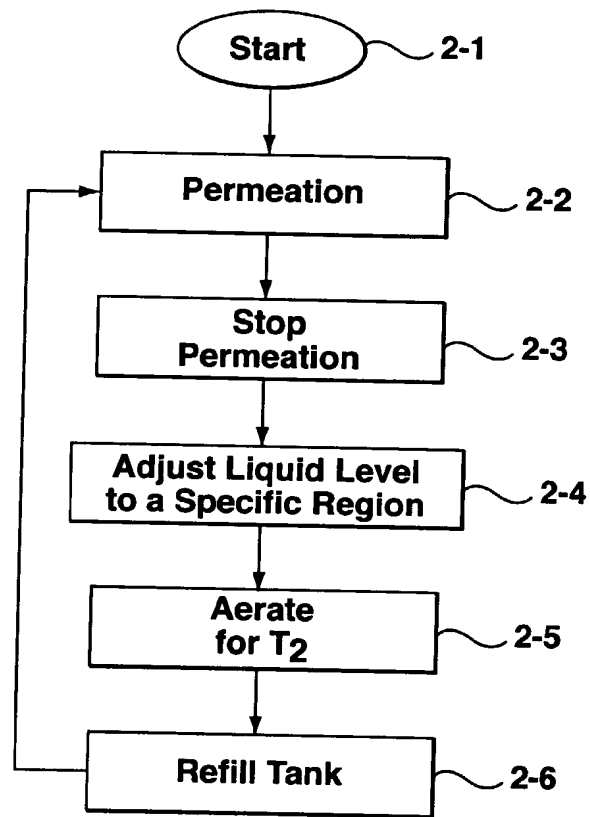 Start
2-1
Permeation
2-2
Stop
Permeation
2-3
Adjust Liquid Level
to a Specific Region
2-4
Aerate
for T2
2-5
Refill Tank
2-6